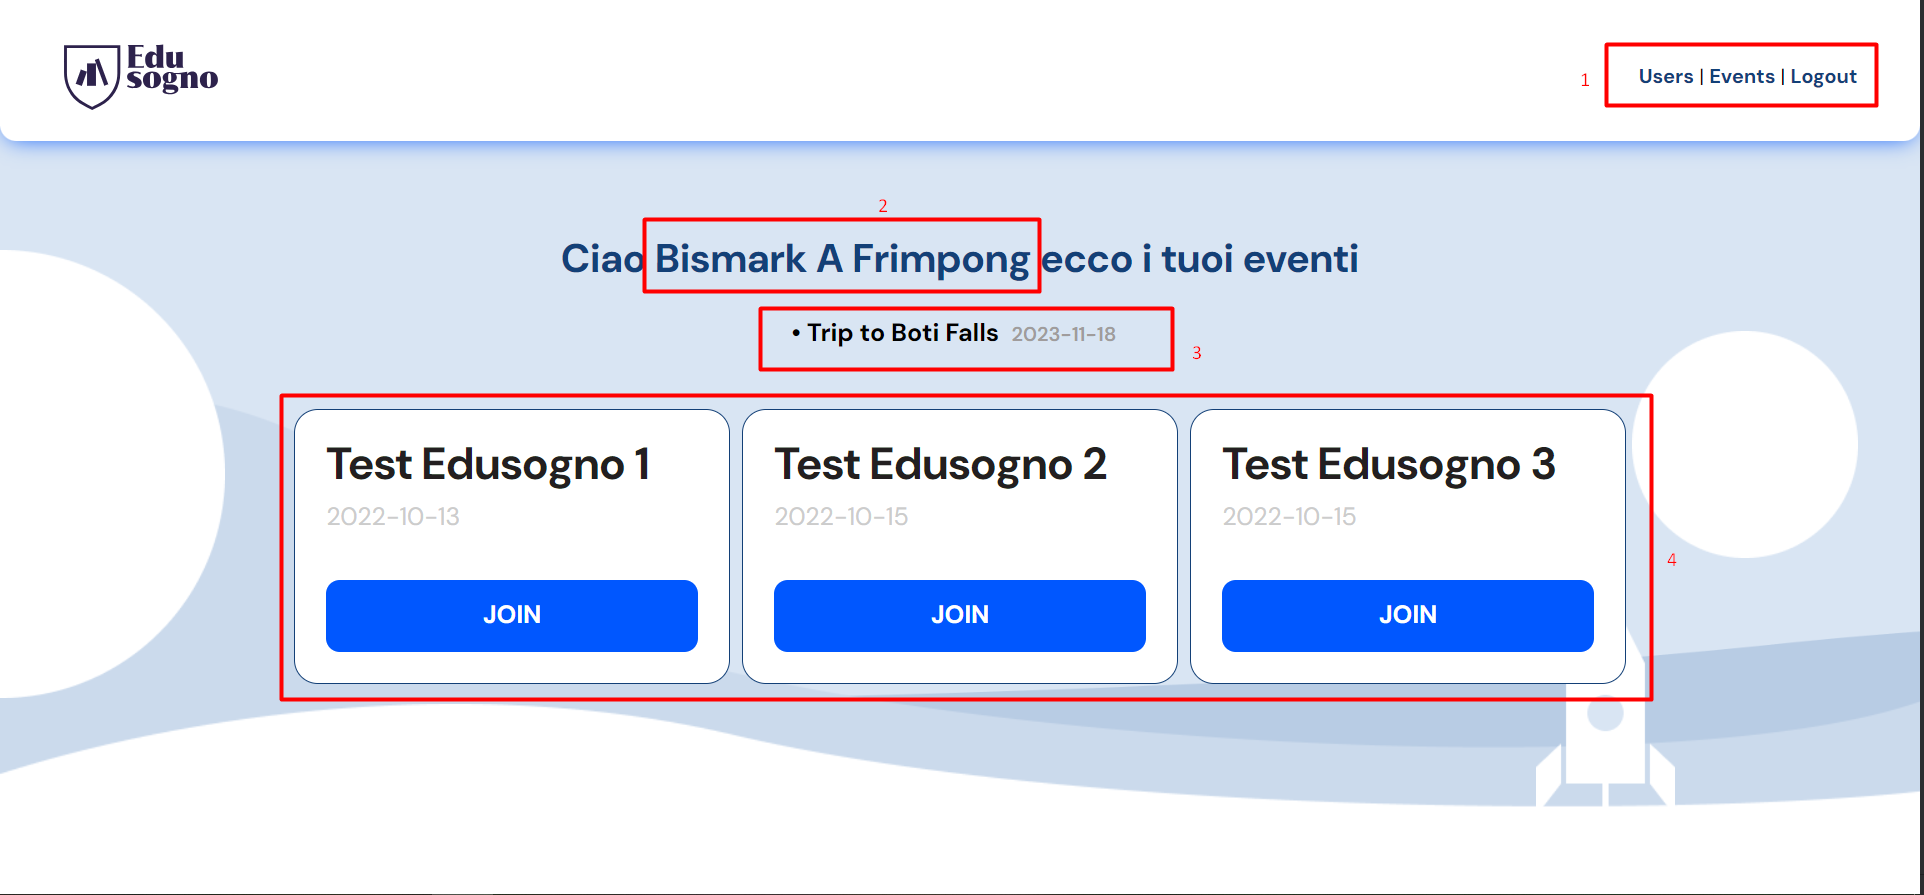 Edu
sogno
1
Users | Events | Logout
2
Ciao Bismark A Frimpong ecco i tuoi eventi
• Trip to Boti Falls 2023-11-18
3
Test Edusogno 1
2022-10-13
JOIN
Test Edusogno 2
2022-10-15
JOIN
Test Edusogno 3
2022-10-15
JOIN
4